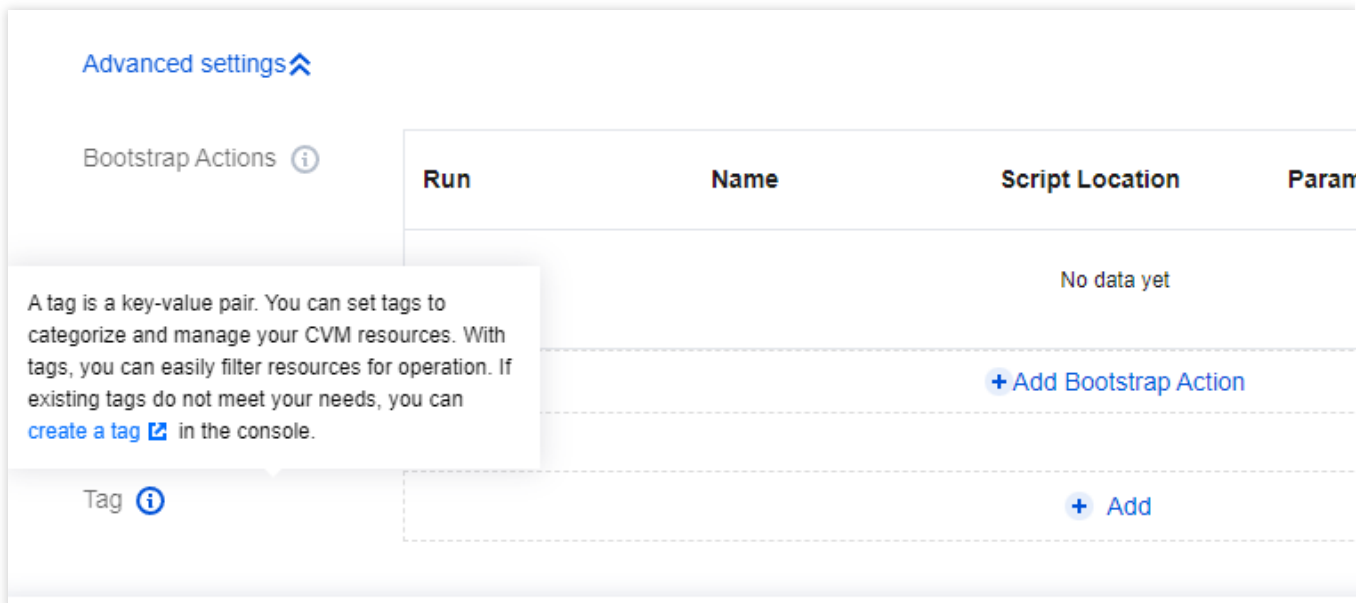 Advanced settings
Bootstrap Actions
Run Name Script Location Param
No data yet
A tag is a key-value pair. You can set tags to
categorize and manage your CVM resources. With
tags, you can easily filter resources for operation. If
existing tags do not meet your needs, you can
create a tag in the console.
+ Add Bootstrap Action
Tag
+ Add